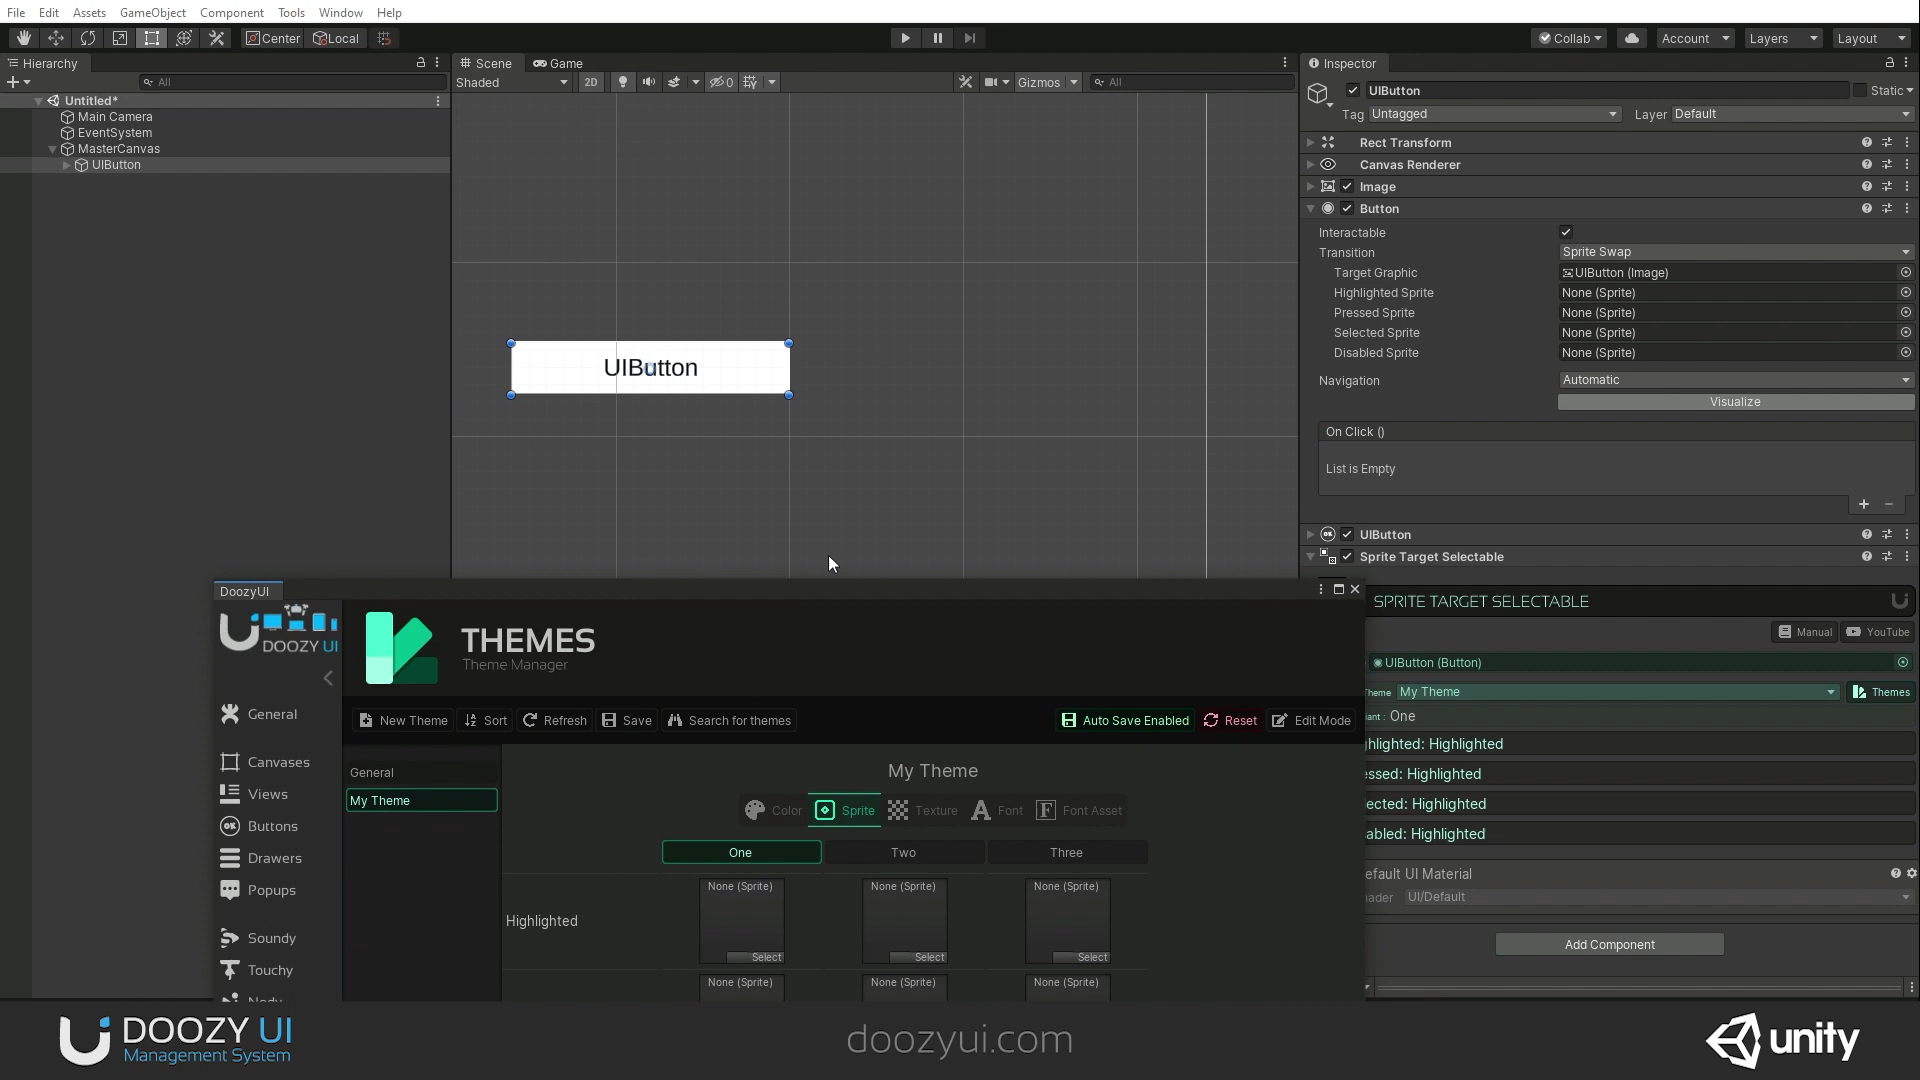 File Edit Assets GameObject Component Tools Window Help
Center Local Collab Account Layers Layout
Hierarchy
All
Untitled*
Main Camera
EventSystem
MasterCanvas
UIButton
Scene Game
Shaded 2D 0 Gizmos All
UIButton
Inspector
UIButton Static
Tag Untagged Layer Default
Rect Transform
Canvas Renderer
Image
Button
Interactable
Transition Sprite Swap
Target Graphic UIButton (Image)
Highlighted Sprite None (Sprite)
Pressed Sprite None (Sprite)
Selected Sprite None (Sprite)
Disabled Sprite None (Sprite)
Navigation Automatic
Visualize
On Click ()
List is Empty
UIButton
Sprite Target Selectable
SPRITE TARGET SELECTABLE
Manual YouTube
UIButton (Button)
heme My Theme Themes
iant : One
ghlighted: Highlighted
essed: Highlighted
ected: Highlighted
abled: Highlighted
efault UI Material
ader UI/Default
Add Component
DoozyUI
DOOZY UI
General
Canvases
Views
Buttons
Drawers
Popups
Soundy
Touchy
Nody
THEMES
Theme Manager
New Theme Sort Refresh Save Search for themes Auto Save Enabled Reset Edit Mode
General
My Theme
My Theme
Color Sprite Texture Font Font Asset
One Two Three
None (Sprite) None (Sprite) None (Sprite)
Highlighted
Select Select Select
None (Sprite) None (Sprite) None (Sprite)
DOOZY UI
Management System
doozyui.com
unity